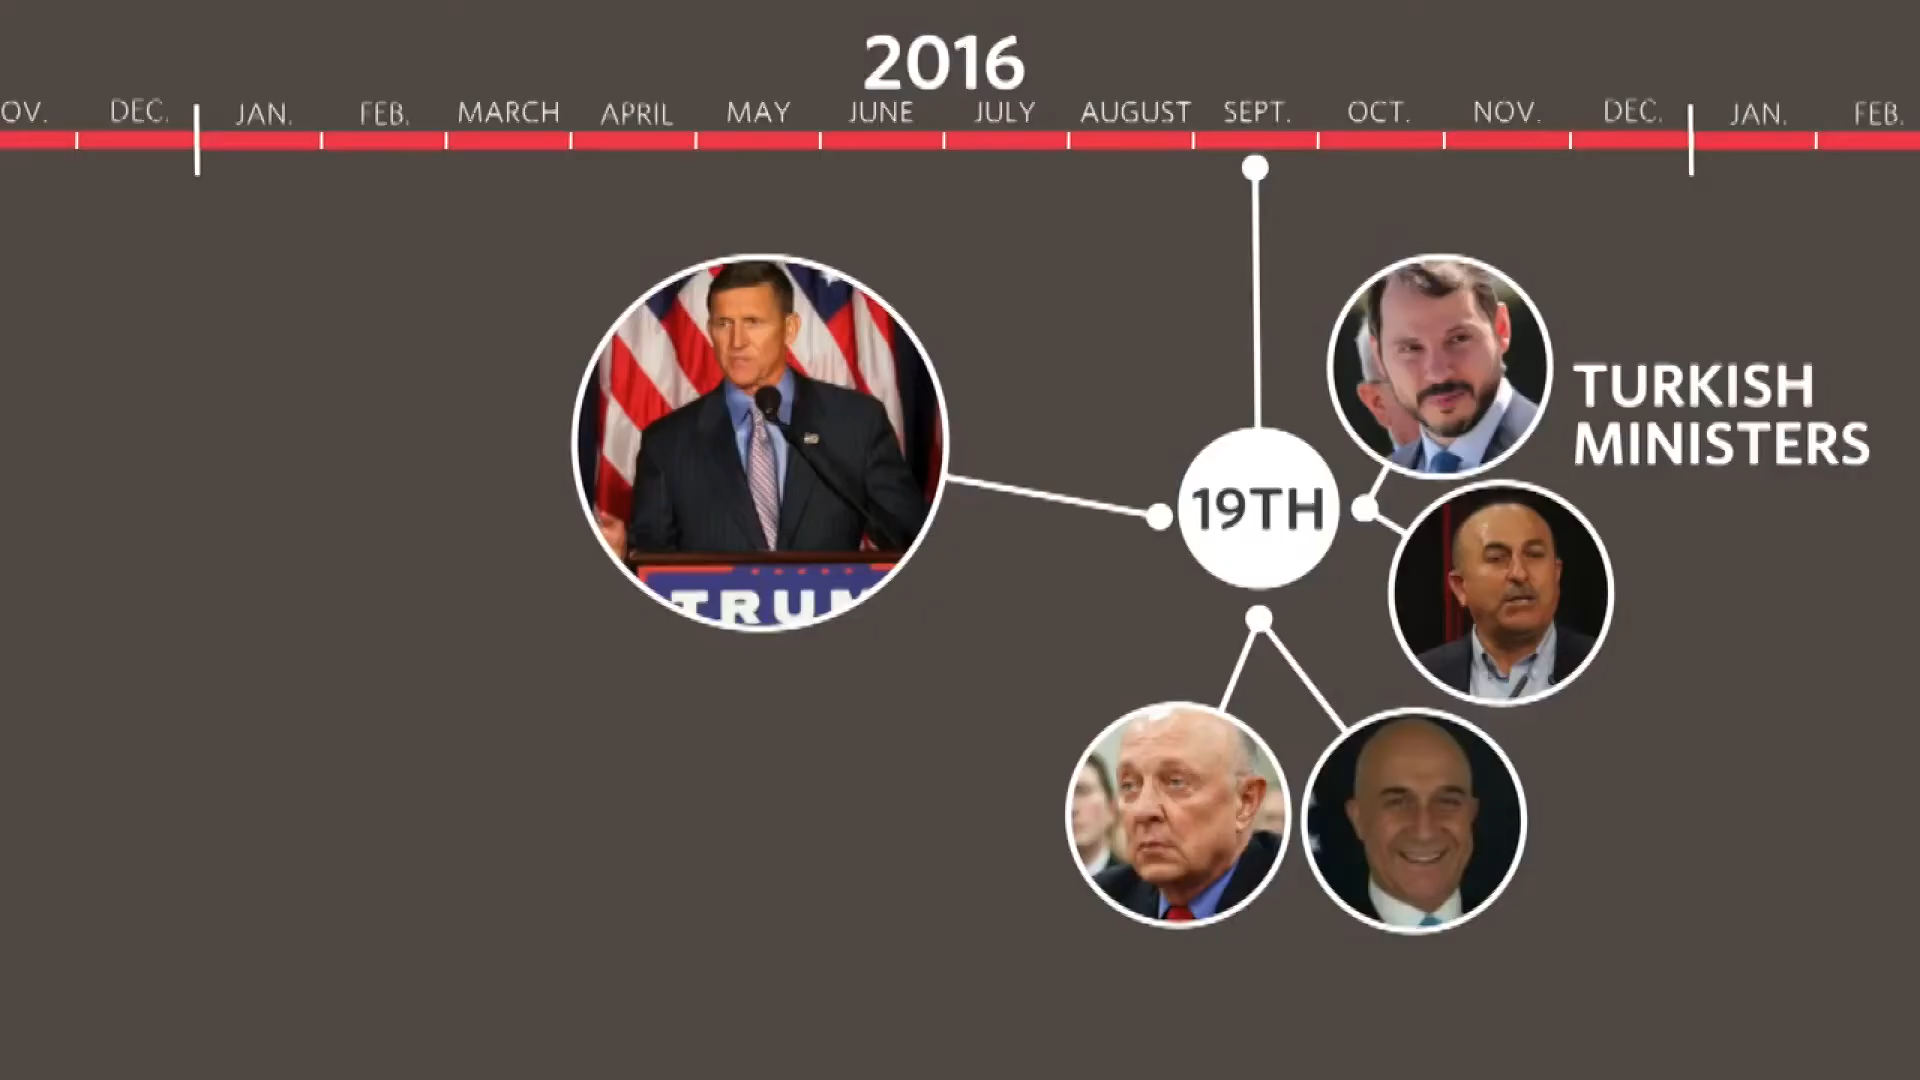 2016
OV. DEC. JAN. FEB. MARCH APRIL MAY JUNE JULY AUGUST SEPT. OCT. NOV. DEC. JAN. FEB.
TURKISH
MINISTERS
19TH
TRUM